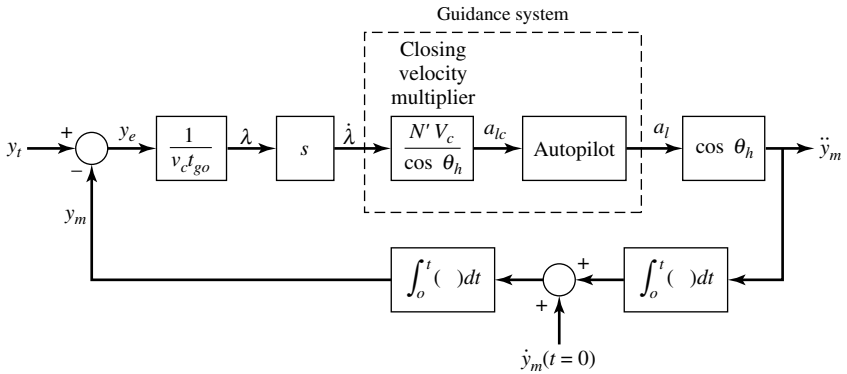 Guidance system
Closing
velocity
multiplier
y_t
+
−
y_e
1
v_c t_go
λ
s
λ̇
N′ V_c
cos θ_h
a_lc
Autopilot
a_l
cos θ_h
ÿ_m
y_m
∫_o^t ( )dt
+
+
∫_o^t ( )dt
ẏ_m(t = 0)